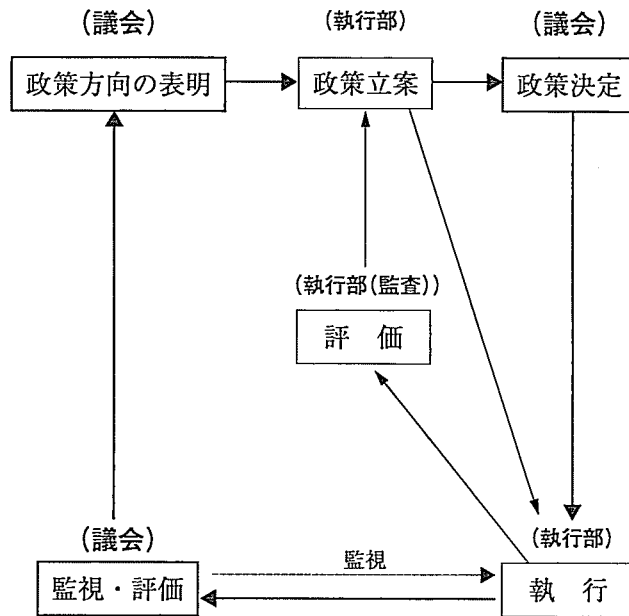 (議会)
(執行部)
(議会)
政策方向の表明
政策立案
政策決定
(執行部(監査))
評 価
(議会)
監視
(執行部)
監視・評価
執 行